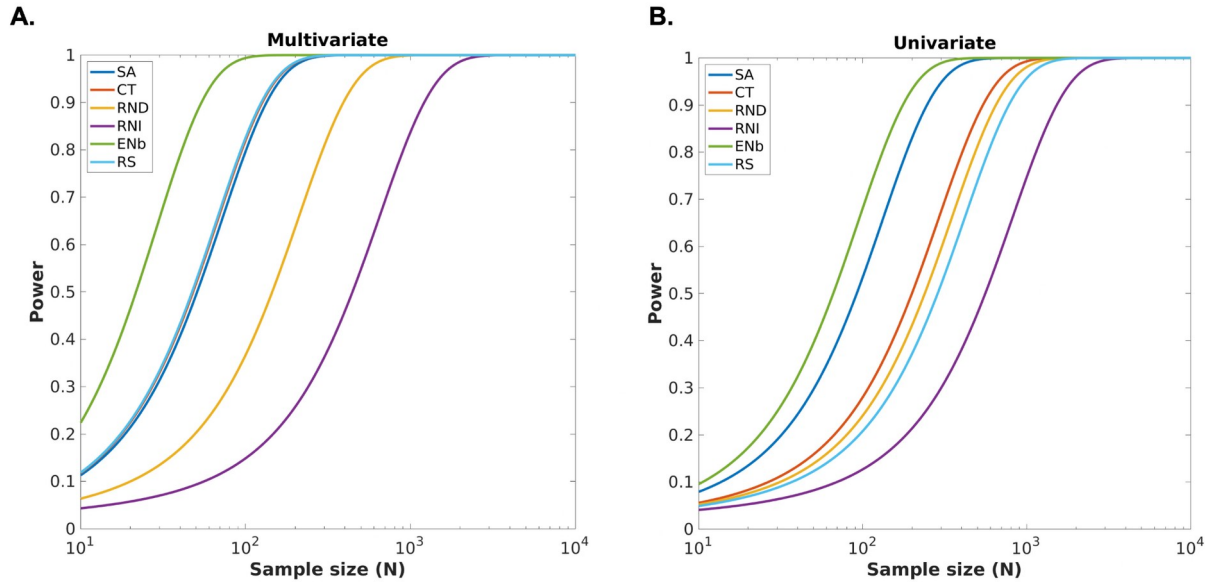 A.
Multivariate
1
0.9
0.8
0.7
0.6
0.5
0.4
0.3
0.2
0.1
0
Power
SA
CT
RND
RNI
ENb
RS
10^1
10^2
10^3
10^4
Sample size (N)
B.
Univariate
1
0.9
0.8
0.7
0.6
0.5
0.4
0.3
0.2
0.1
0
Power
SA
CT
RND
RNI
ENb
RS
10^1
10^2
10^3
10^4
Sample size (N)